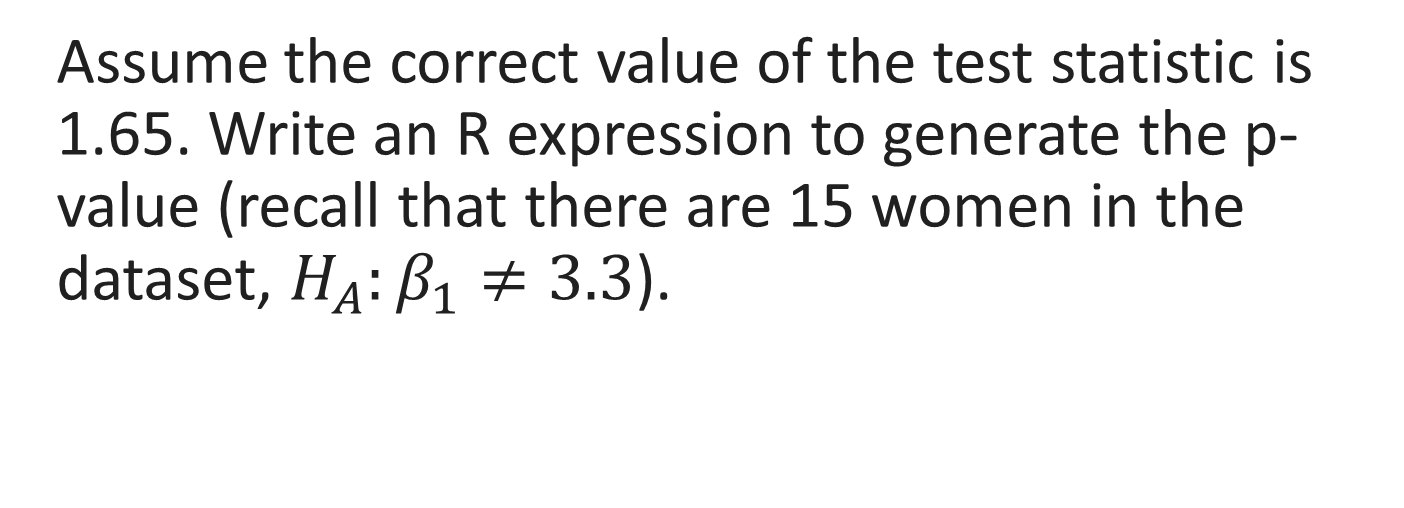 Assume the correct value of the test statistic is
1.65. Write an R expression to generate the p-
value (recall that there are 15 women in the
dataset, H_A: β₁ ≠ 3.3).